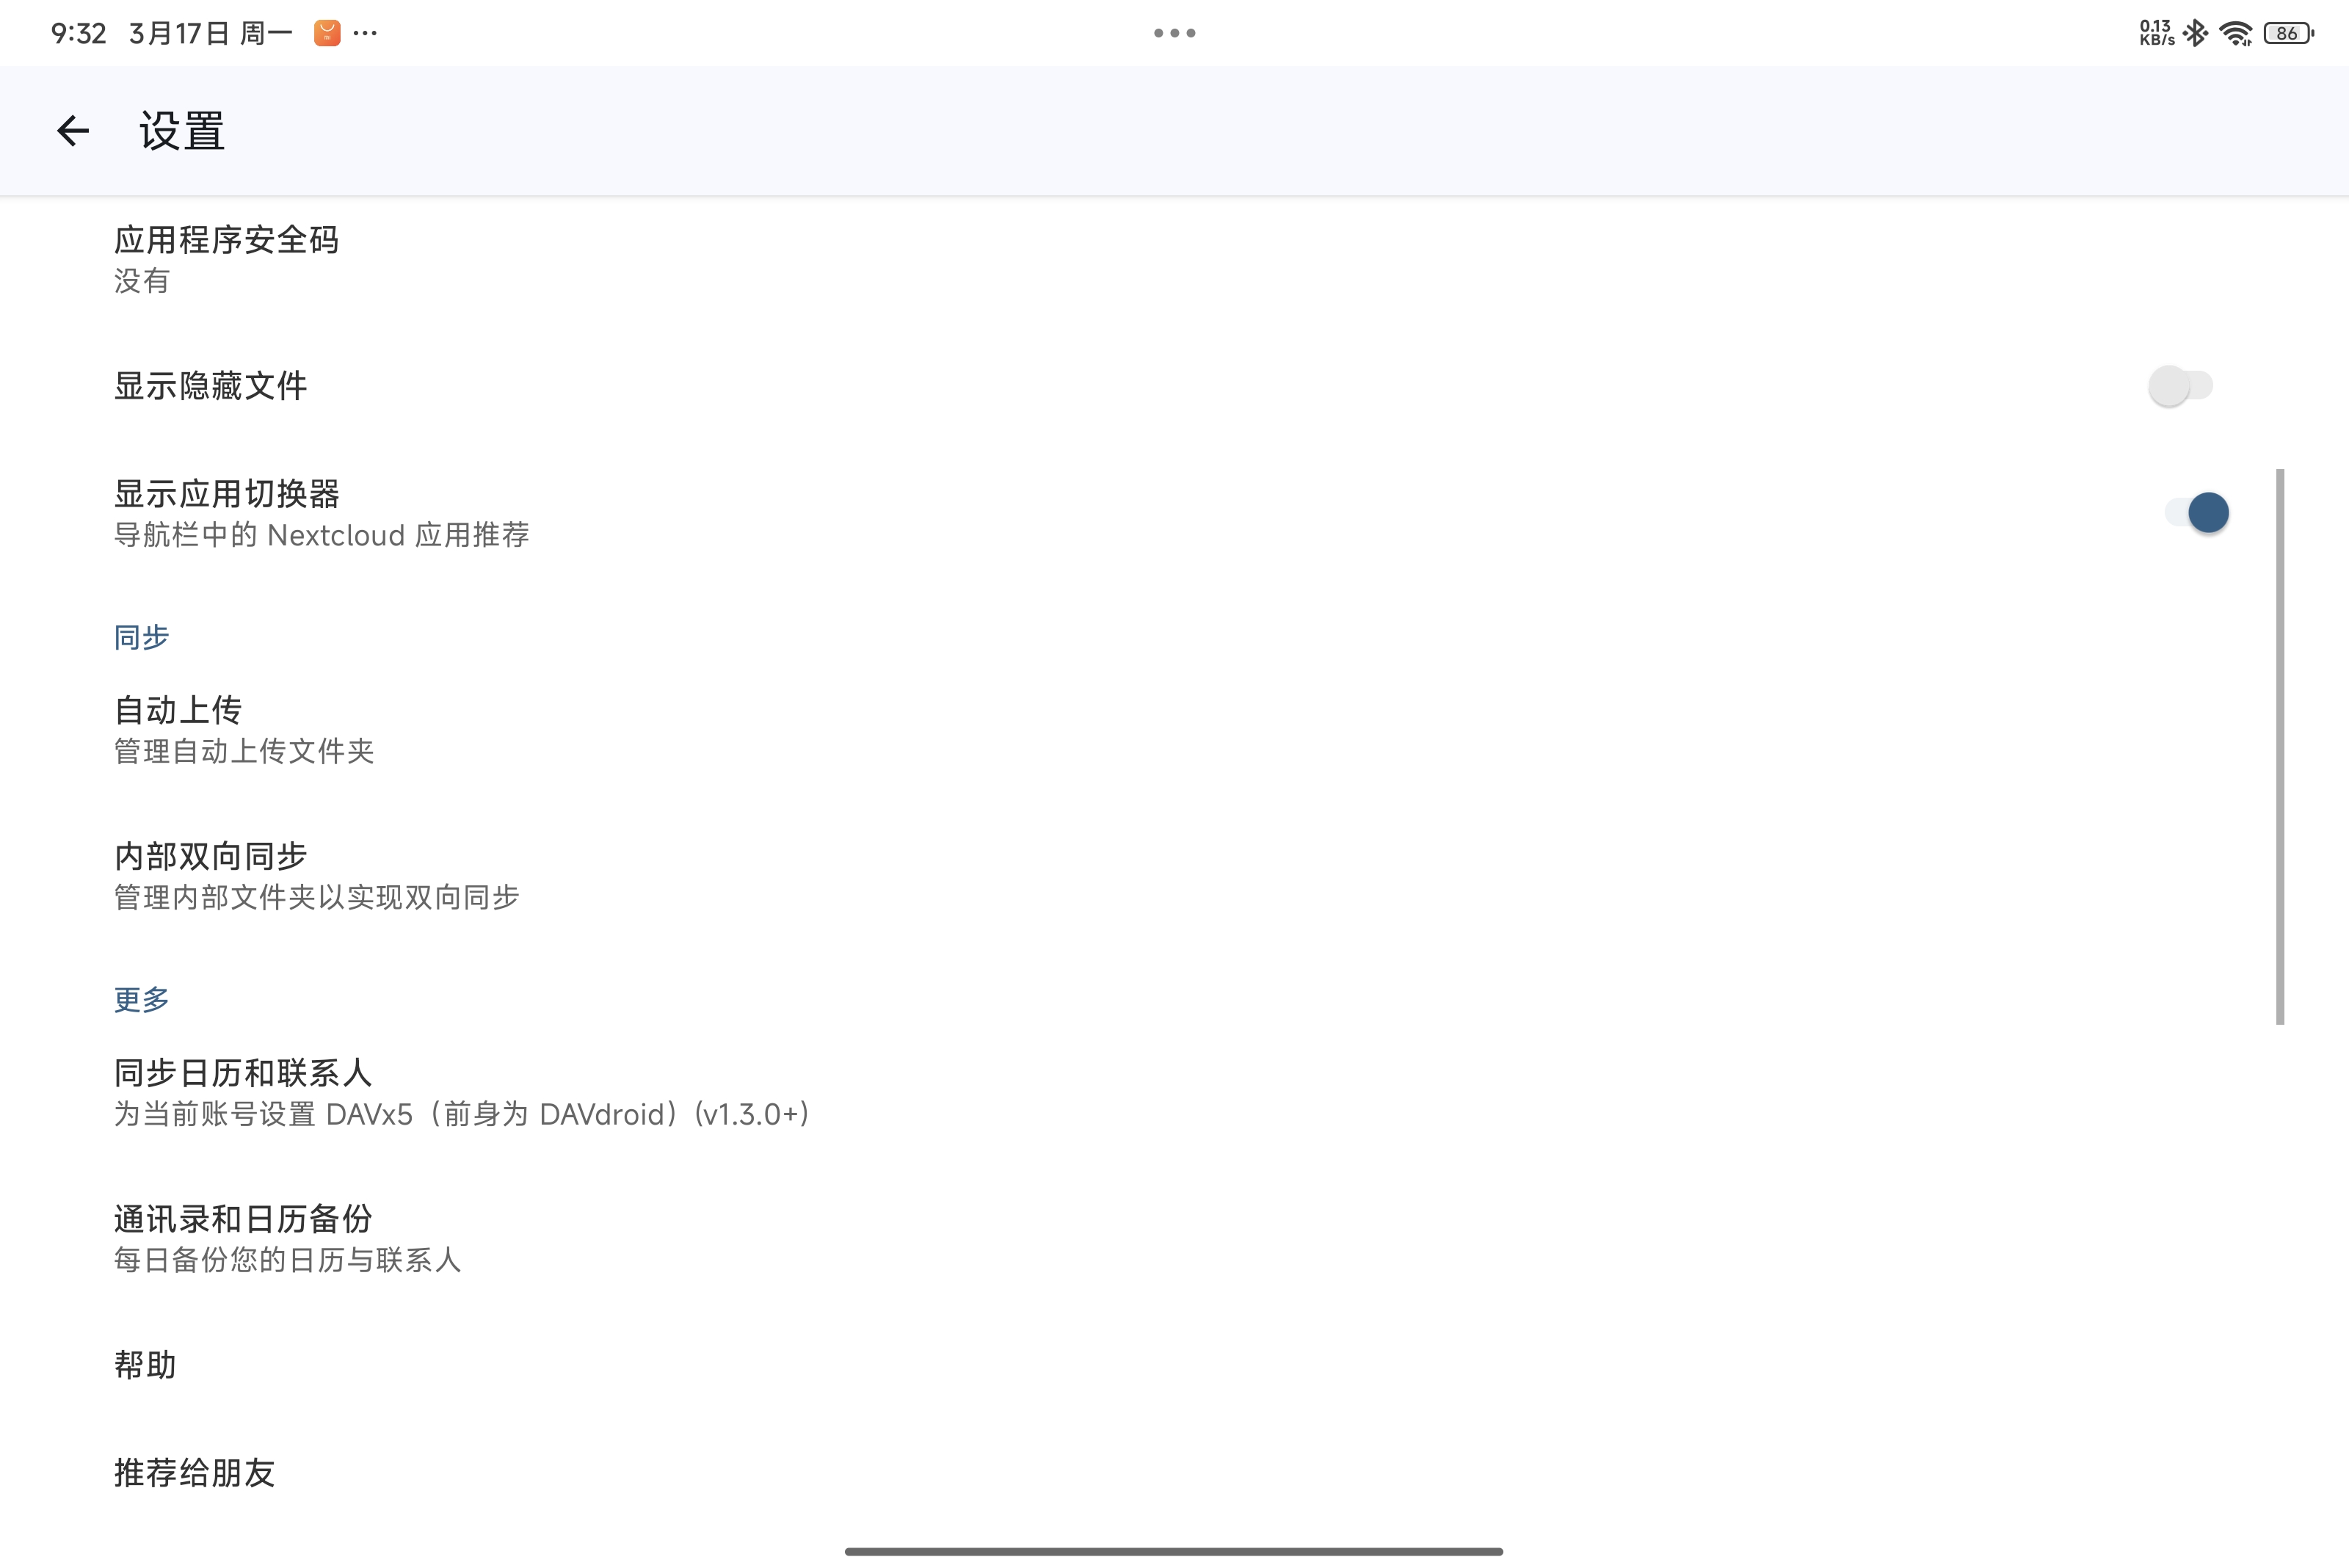 9:32 3月17日 周一
0.13 KB/s
86
设置
应用程序安全码
没有
显示隐藏文件
显示应用切换器
导航栏中的 Nextcloud 应用推荐
同步
自动上传
管理自动上传文件夹
内部双向同步
管理内部文件夹以实现双向同步
更多
同步日历和联系人
为当前账号设置 DAVx5（前身为 DAVdroid）(v1.3.0+)
通讯录和日历备份
每日备份您的日历与联系人
帮助
推荐给朋友